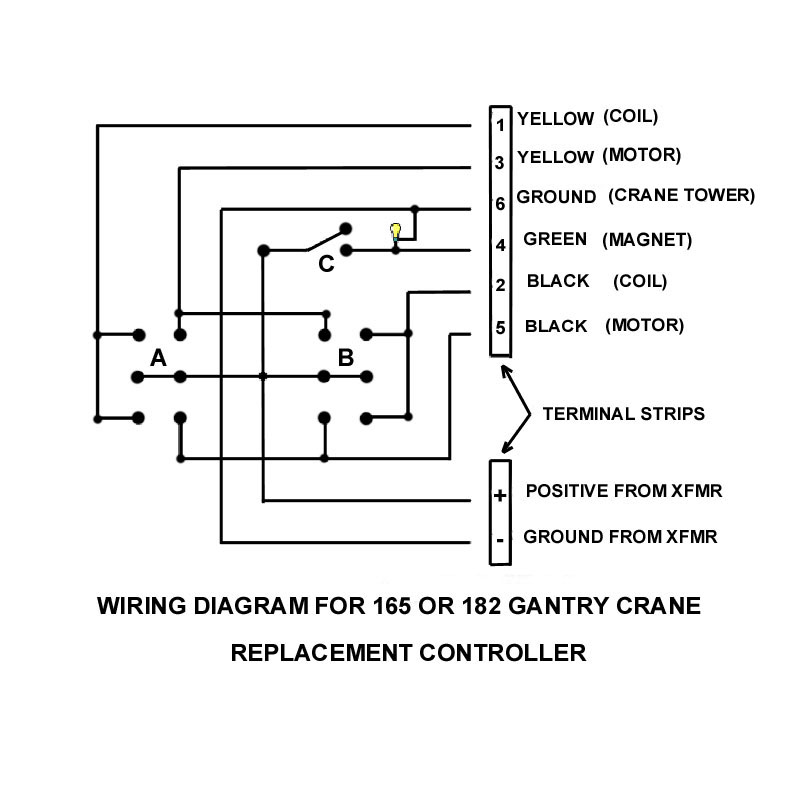 1 YELLOW (COIL)
3 YELLOW (MOTOR)
6 GROUND (CRANE TOWER)
4 GREEN (MAGNET)
C
2 BLACK (COIL)
5 BLACK (MOTOR)
A B
TERMINAL STRIPS
+ POSITIVE FROM XFMR
- GROUND FROM XFMR
WIRING DIAGRAM FOR 165 OR 182 GANTRY CRANE
REPLACEMENT CONTROLLER